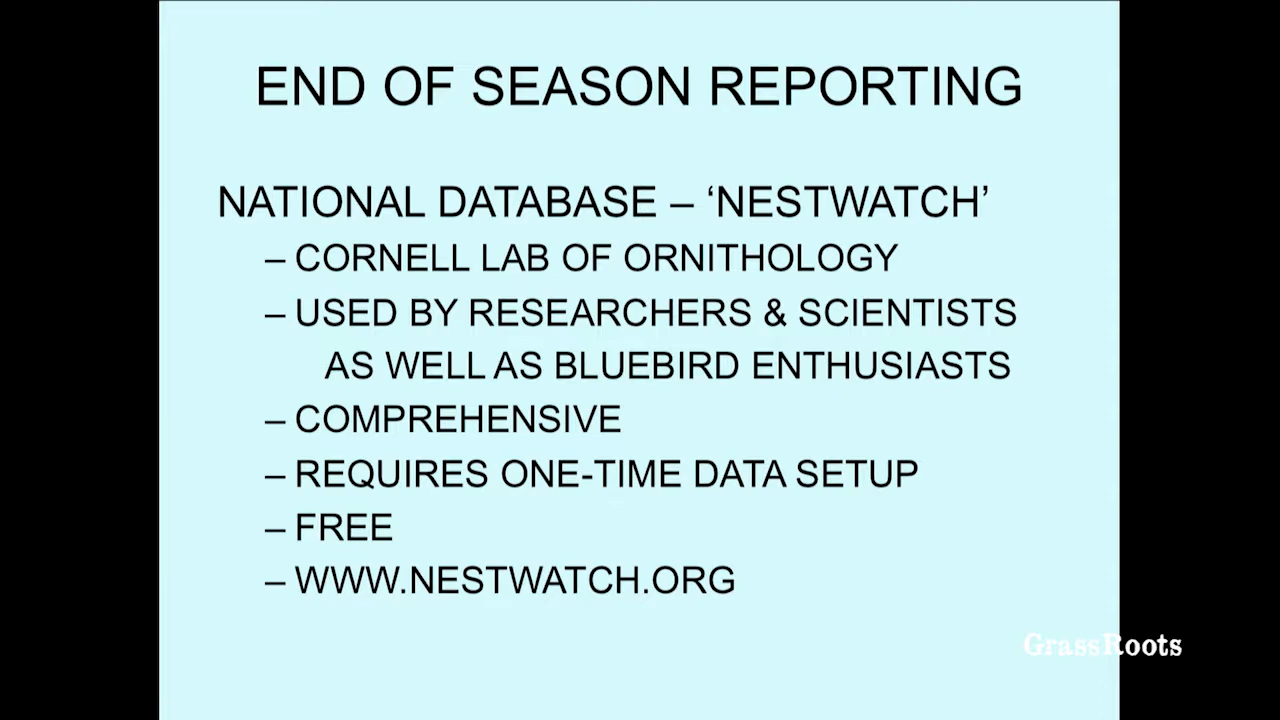 END OF SEASON REPORTING
NATIONAL DATABASE – ‘NESTWATCH’
– CORNELL LAB OF ORNITHOLOGY
– USED BY RESEARCHERS & SCIENTISTS
AS WELL AS BLUEBIRD ENTHUSIASTS
– COMPREHENSIVE
– REQUIRES ONE-TIME DATA SETUP
– FREE
– WWW.NESTWATCH.ORG
GrassRoots